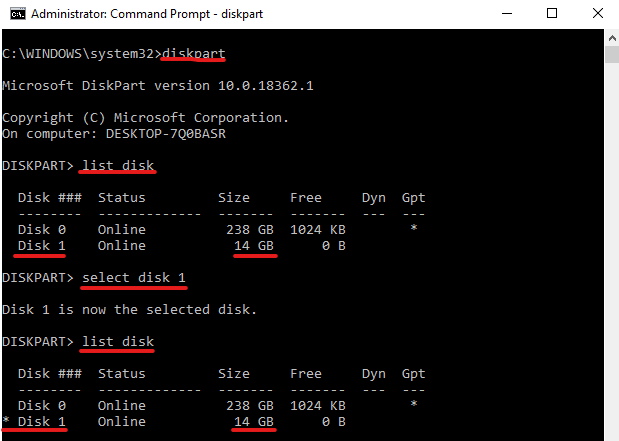 Administrator: Command Prompt - diskpart
C:\WINDOWS\system32>diskpart
Microsoft DiskPart version 10.0.18362.1
Copyright (C) Microsoft Corporation.
On computer: DESKTOP-7Q0BASR
DISKPART> list disk
  Disk ###  Status         Size     Free     Dyn  Gpt
  --------  -------------  -------  -------  ---  ---
  Disk 0    Online          238 GB  1024 KB        *
  Disk 1    Online           14 GB      0 B
DISKPART> select disk 1
Disk 1 is now the selected disk.
DISKPART> list disk
  Disk ###  Status         Size     Free     Dyn  Gpt
  --------  -------------  -------  -------  ---  ---
  Disk 0    Online          238 GB  1024 KB        *
* Disk 1    Online           14 GB      0 B